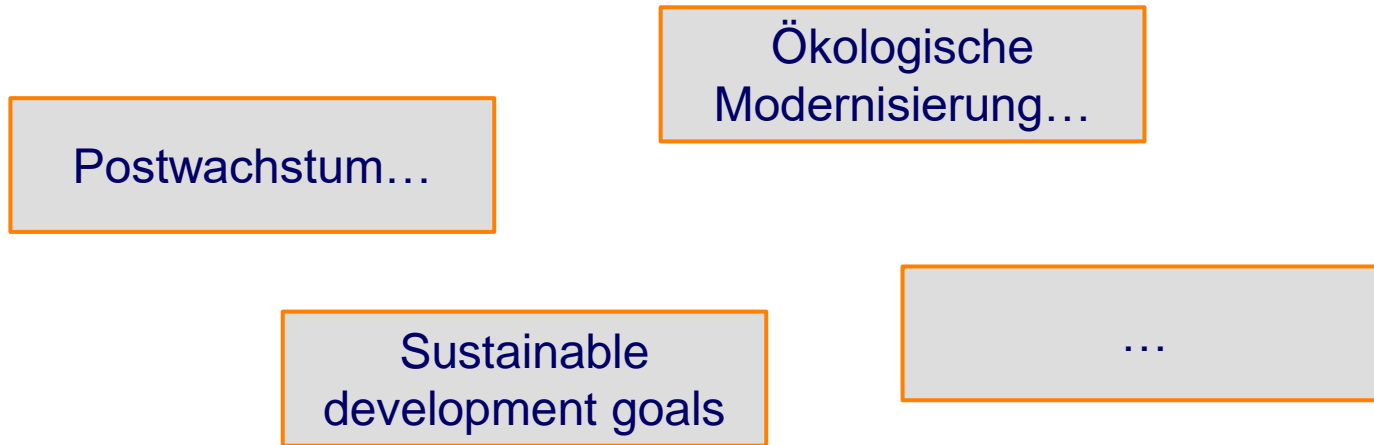 Ökologische
Modernisierung…
Postwachstum…
Sustainable
development goals
…